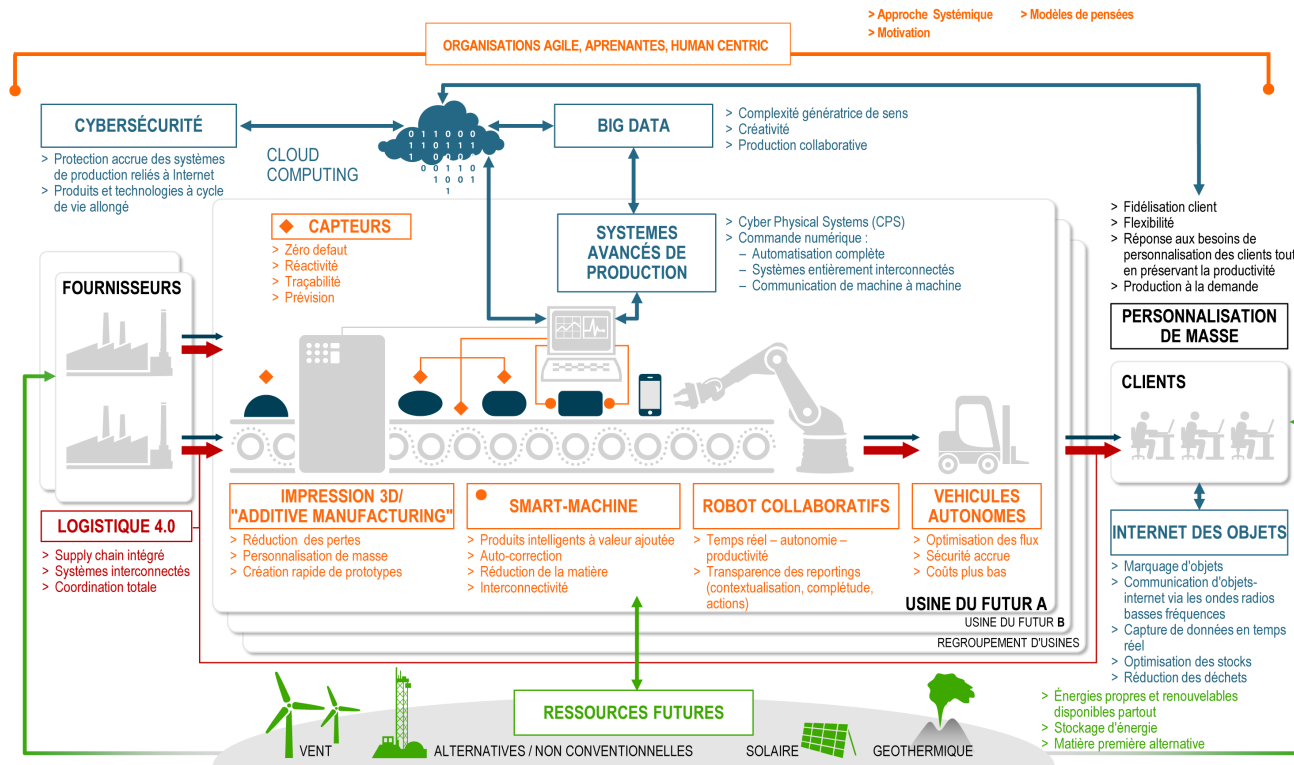 > Approche Systémique
> Modèles de pensées
> Motivation
ORGANISATIONS AGILE, APRENANTES, HUMAN CENTRIC
CYBERSÉCURITÉ
> Protection accrue des systèmes
de production reliés à Internet
> Produits et technologies à cycle
de vie allongé
CLOUD
COMPUTING
0 1 1 0 0 0
BIG DATA
> Complexité génératrice de sens
> Créativité
> Production collaborative
CAPTEURS
> Zéro defaut
> Réactivité
> Traçabilité
> Prévision
SYSTEMES
AVANCÉS DE
PRODUCTION
> Cyber Physical Systems (CPS)
> Commande numérique :
– Automatisation complète
– Systèmes entièrement interconnectés
– Communication de machine à machine
> Fidélisation client
> Flexibilité
> Réponse aux besoins de
personnalisation des clients tout
en préservant la productivité
> Production à la demande
PERSONNALISATION
DE MASSE
FOURNISSEURS
CLIENTS
LOGISTIQUE 4.0
> Supply chain intégré
> Systèmes interconnectés
> Coordination totale
IMPRESSION 3D/
"ADDITIVE MANUFACTURING"
> Réduction des pertes
> Personnalisation de masse
> Création rapide de prototypes
SMART-MACHINE
> Produits intelligents à valeur ajoutée
> Auto-correction
> Réduction de la matière
> Interconnectivité
ROBOT COLLABORATIFS
> Temps réel – autonomie –
productivité
> Transparence des reportings
(contextualisation, complétude,
actions)
VEHICULES
AUTONOMES
> Optimisation des flux
> Sécurité accrue
> Coûts plus bas
USINE DU FUTUR A
USINE DU FUTUR B
REGROUPEMENT D'USINES
INTERNET DES OBJETS
> Marquage d'objets
> Communication d'objets-
internet via les ondes radios
basses fréquences
> Capture de données en temps
réel
> Optimisation des stocks
> Réduction des déchets
RESSOURCES FUTURES
VENT
ALTERNATIVES / NON CONVENTIONNELLES
SOLAIRE
GEOTHERMIQUE
> Énergies propres et renouvelables
disponibles partout
> Stockage d'énergie
> Matière première alternative